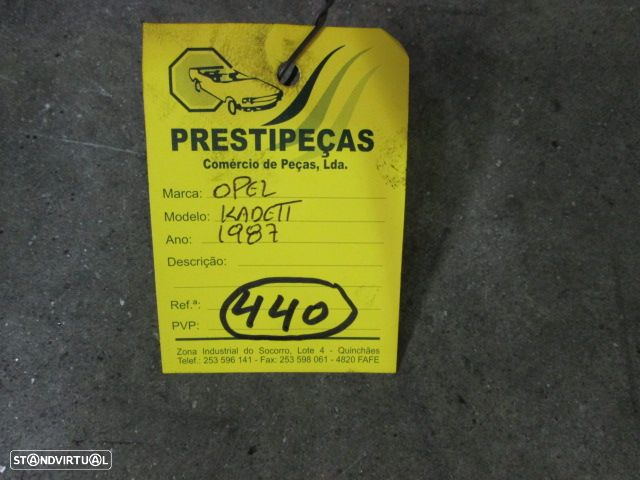 PRESTIPEÇAS
Comércio de Peças, Lda.
Marca: OPEL
Modelo: KADETT
Ano: 1987
Descrição:
Ref.ª:
440
PVP:
Zona Industrial do Socorro, Lote 4 - Quinchães
Telef.: 253 596 141 - Fax: 253 598 061 - 4820 FAFE
STANDVIRTUAL